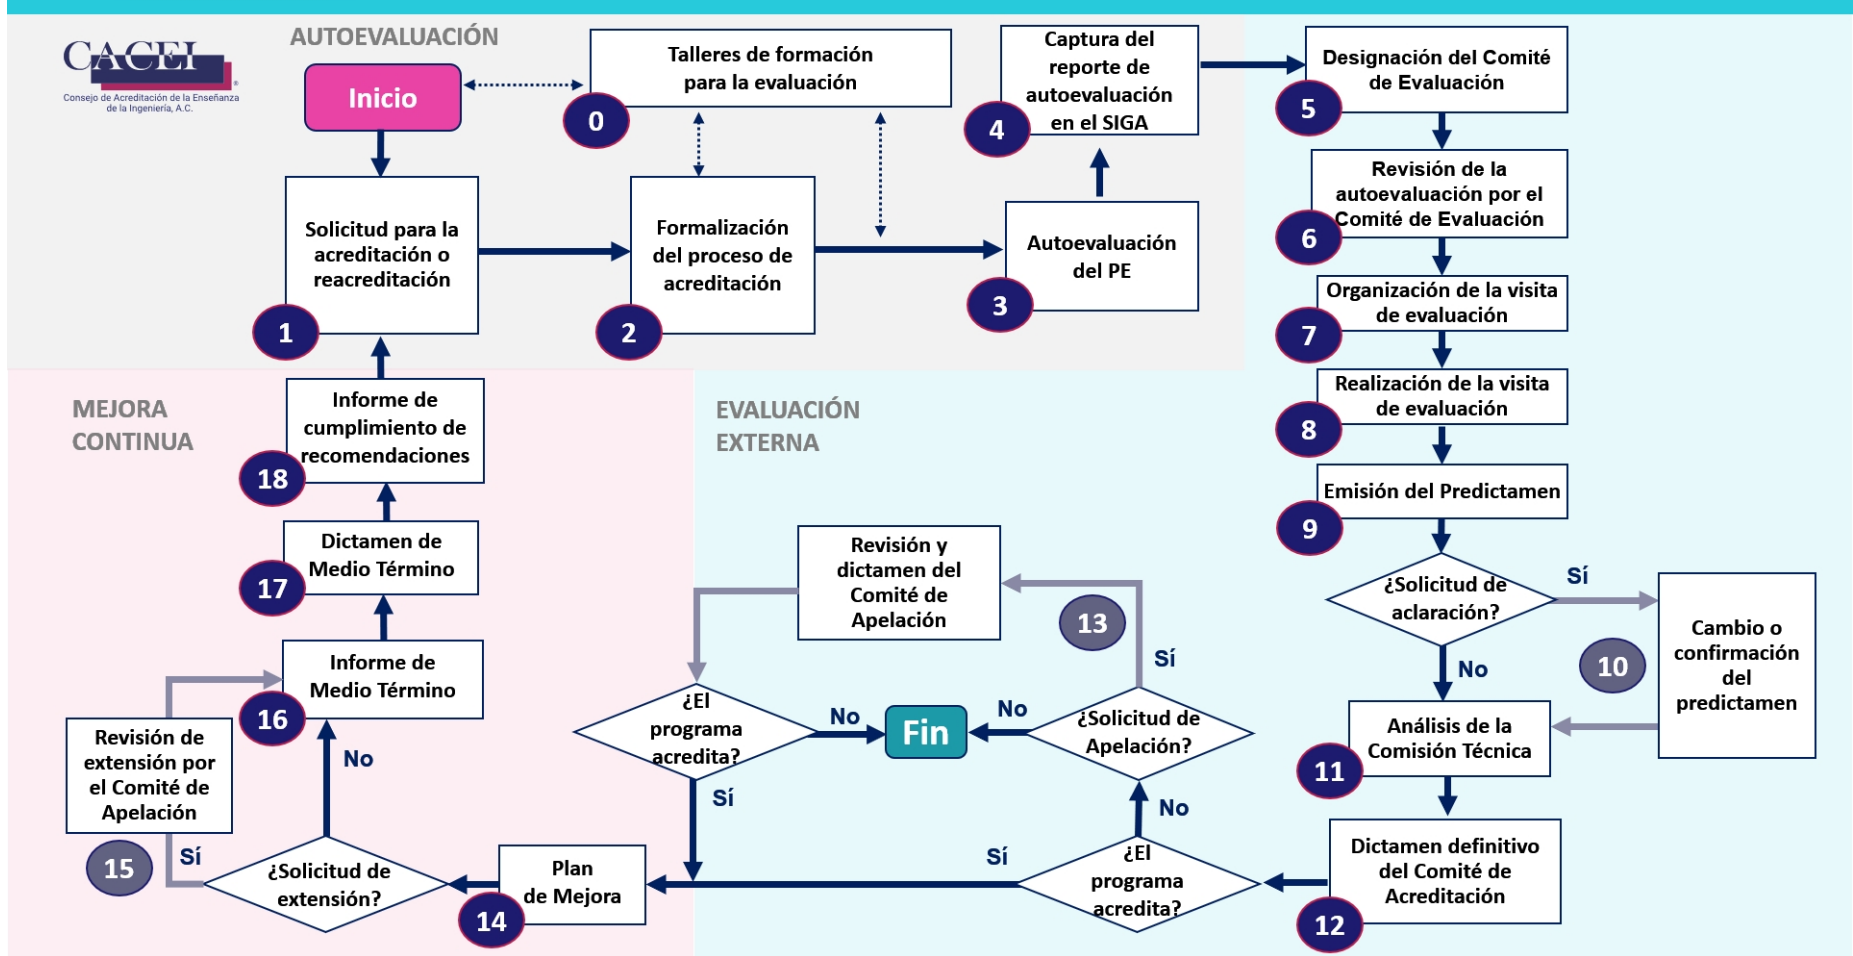 CACEI
®
Consejo de Acreditación de la Enseñanza
de la Ingeniería, A.C.
AUTOEVALUACIÓN
Inicio
Talleres de formación
para la evaluación
0
Solicitud para la
acreditación o
reacreditación
1
Formalización
del proceso de
acreditación
2
Autoevaluación
del PE
3
Captura del
reporte de
autoevaluación
en el SIGA
4
Designación del Comité
de Evaluación
5
Revisión de la
autoevaluación por el
Comité de Evaluación
6
Organización de la visita
de evaluación
7
Realización de la visita
de evaluación
8
Emisión del Predictamen
9
¿Solicitud de
aclaración?
Sí
No
Cambio o
confirmación
del
predictamen
10
Análisis de la
Comisión Técnica
11
Dictamen definitivo
del Comité de
Acreditación
12
EVALUACIÓN
EXTERNA
¿El
programa
acredita?
Sí
No
¿Solicitud de
Apelación?
Sí
No
13
Revisión y
dictamen del
Comité de
Apelación
¿El
programa
acredita?
No
Sí
Fin
MEJORA
CONTINUA
Plan
de Mejora
14
¿Solicitud de
extensión?
Sí
No
15
Revisión de
extensión por
el Comité de
Apelación
Informe de
Medio Término
16
Dictamen de
Medio Término
17
Informe de
cumplimiento de
recomendaciones
18